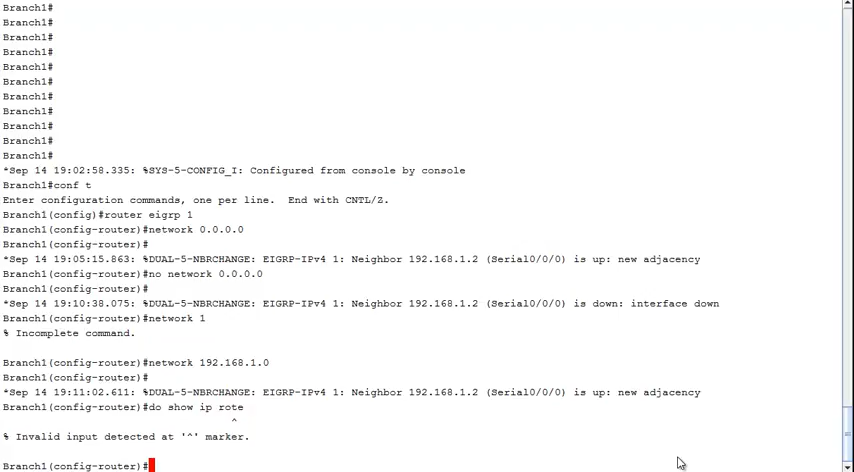 Branch1#
Branch1#
Branch1#
Branch1#
Branch1#
Branch1#
Branch1#
Branch1#
Branch1#
Branch1#
Branch1#
*Sep 14 19:02:58.335: %SYS-5-CONFIG_I: Configured from console by console
Branch1#conf t
Enter configuration commands, one per line.  End with CNTL/Z.
Branch1(config)#router eigrp 1
Branch1(config-router)#network 0.0.0.0
Branch1(config-router)#
*Sep 14 19:05:15.863: %DUAL-5-NBRCHANGE: EIGRP-IPv4 1: Neighbor 192.168.1.2 (Serial0/0/0) is up: new adjacency
Branch1(config-router)#no network 0.0.0.0
Branch1(config-router)#
*Sep 14 19:10:38.075: %DUAL-5-NBRCHANGE: EIGRP-IPv4 1: Neighbor 192.168.1.2 (Serial0/0/0) is down: interface down
Branch1(config-router)#network 1
% Incomplete command.
Branch1(config-router)#network 192.168.1.0
Branch1(config-router)#
*Sep 14 19:11:02.611: %DUAL-5-NBRCHANGE: EIGRP-IPv4 1: Neighbor 192.168.1.2 (Serial0/0/0) is up: new adjacency
Branch1(config-router)#do show ip rote
^
% Invalid input detected at '^' marker.
Branch1(config-router)#